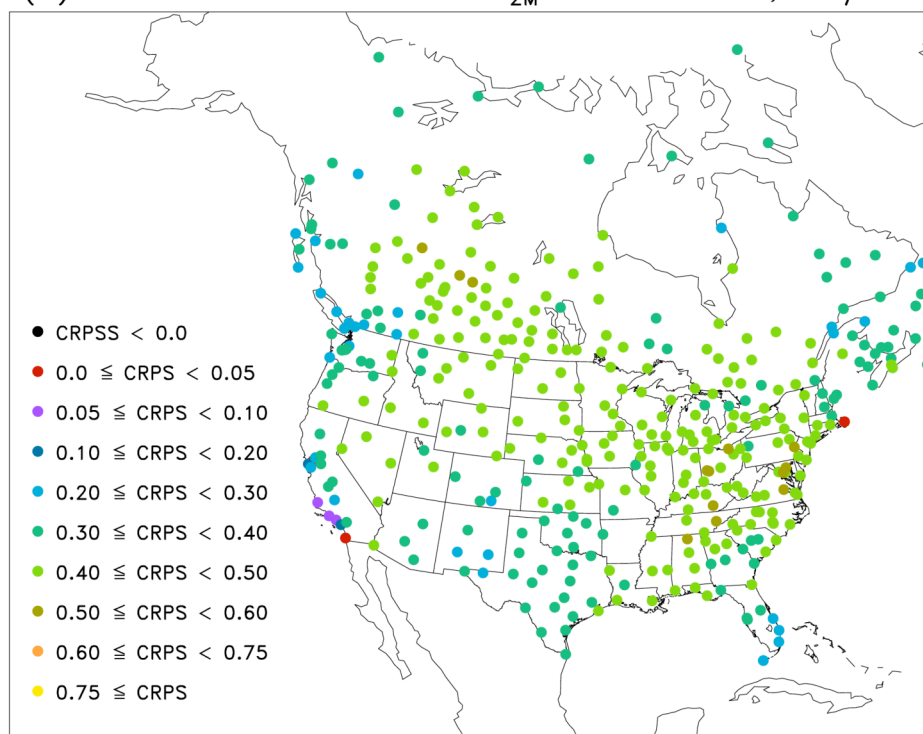 2M
CRPSS < 0.0
0.0 ≦ CRPS < 0.05
0.05 ≦ CRPS < 0.10
0.10 ≦ CRPS < 0.20
0.20 ≦ CRPS < 0.30
0.30 ≦ CRPS < 0.40
0.40 ≦ CRPS < 0.50
0.50 ≦ CRPS < 0.60
0.60 ≦ CRPS < 0.75
0.75 ≦ CRPS